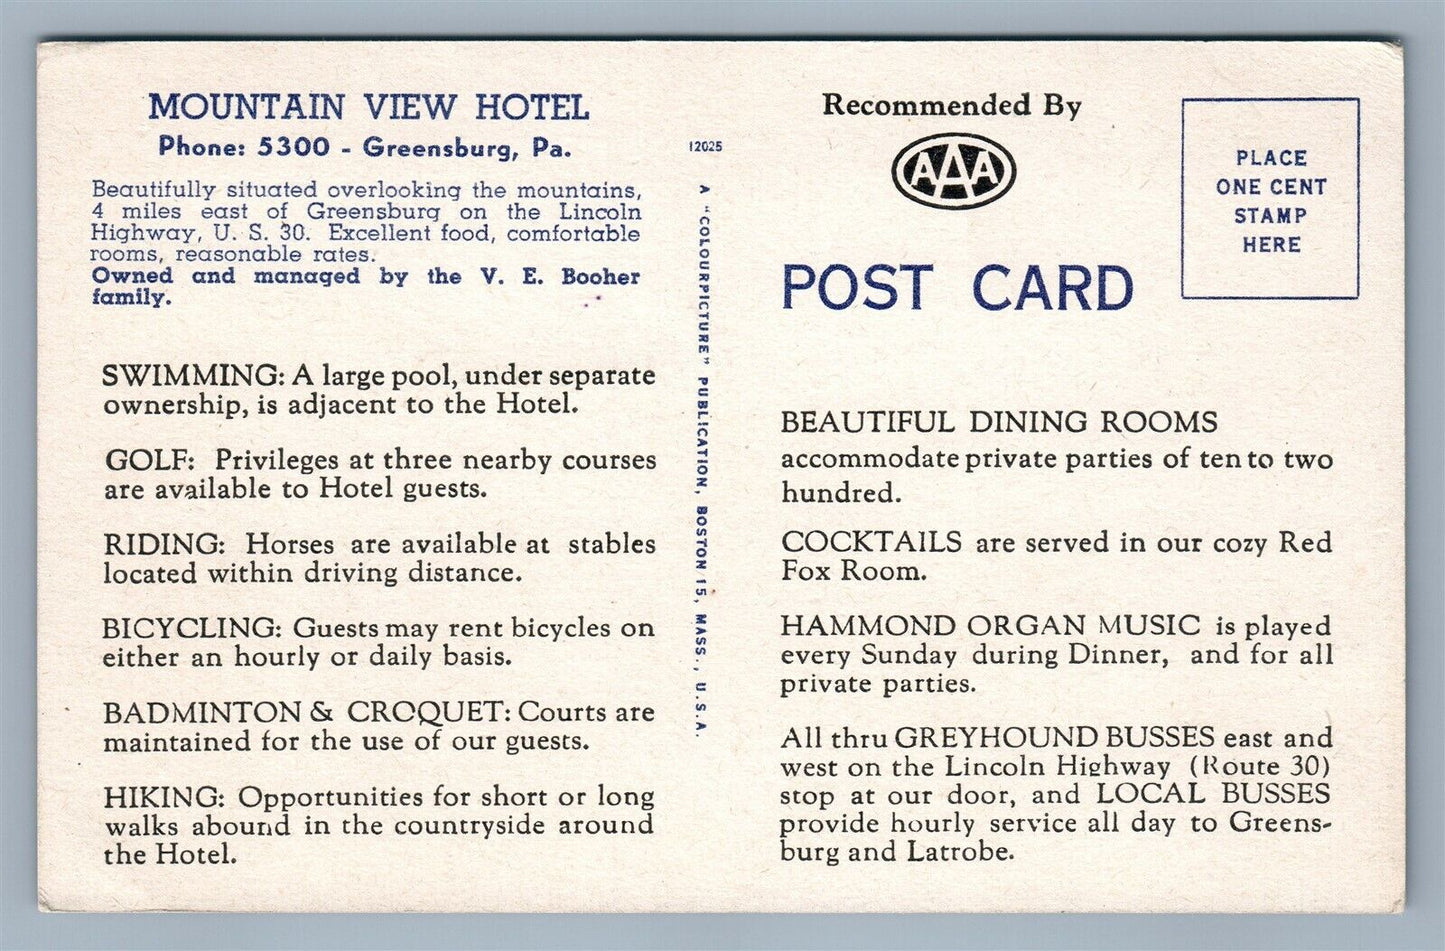 MOUNTAIN VIEW HOTEL
Phone: 5300 - Greensburg, Pa.
Beautifully situated overlooking the mountains,
4 miles east of Greensburg on the Lincoln
Highway, U. S. 30. Excellent food, comfortable
rooms, reasonable rates.
Owned and managed by the V. E. Booher
family.
SWIMMING: A large pool, under separate
ownership, is adjacent to the Hotel.
GOLF: Privileges at three nearby courses
are available to Hotel guests.
RIDING: Horses are available at stables
located within driving distance.
BICYCLING: Guests may rent bicycles on
either an hourly or daily basis.
BADMINTON & CROQUET: Courts are
maintained for the use of our guests.
HIKING: Opportunities for short or long
walks abound in the countryside around
the Hotel.
12025
A "COLOURPICTURE" PUBLICATION, BOSTON 15, MASS., U.S.A.
Recommended By
AAA
POST CARD
PLACE
ONE CENT
STAMP
HERE
BEAUTIFUL DINING ROOMS
accommodate private parties of ten to two
hundred.
COCKTAILS are served in our cozy Red
Fox Room.
HAMMOND ORGAN MUSIC is played
every Sunday during Dinner, and for all
private parties.
All thru GREYHOUND BUSSES east and
west on the Lincoln Highway (Route 30)
stop at our door, and LOCAL BUSSES
provide hourly service all day to Greens-
burg and Latrobe.